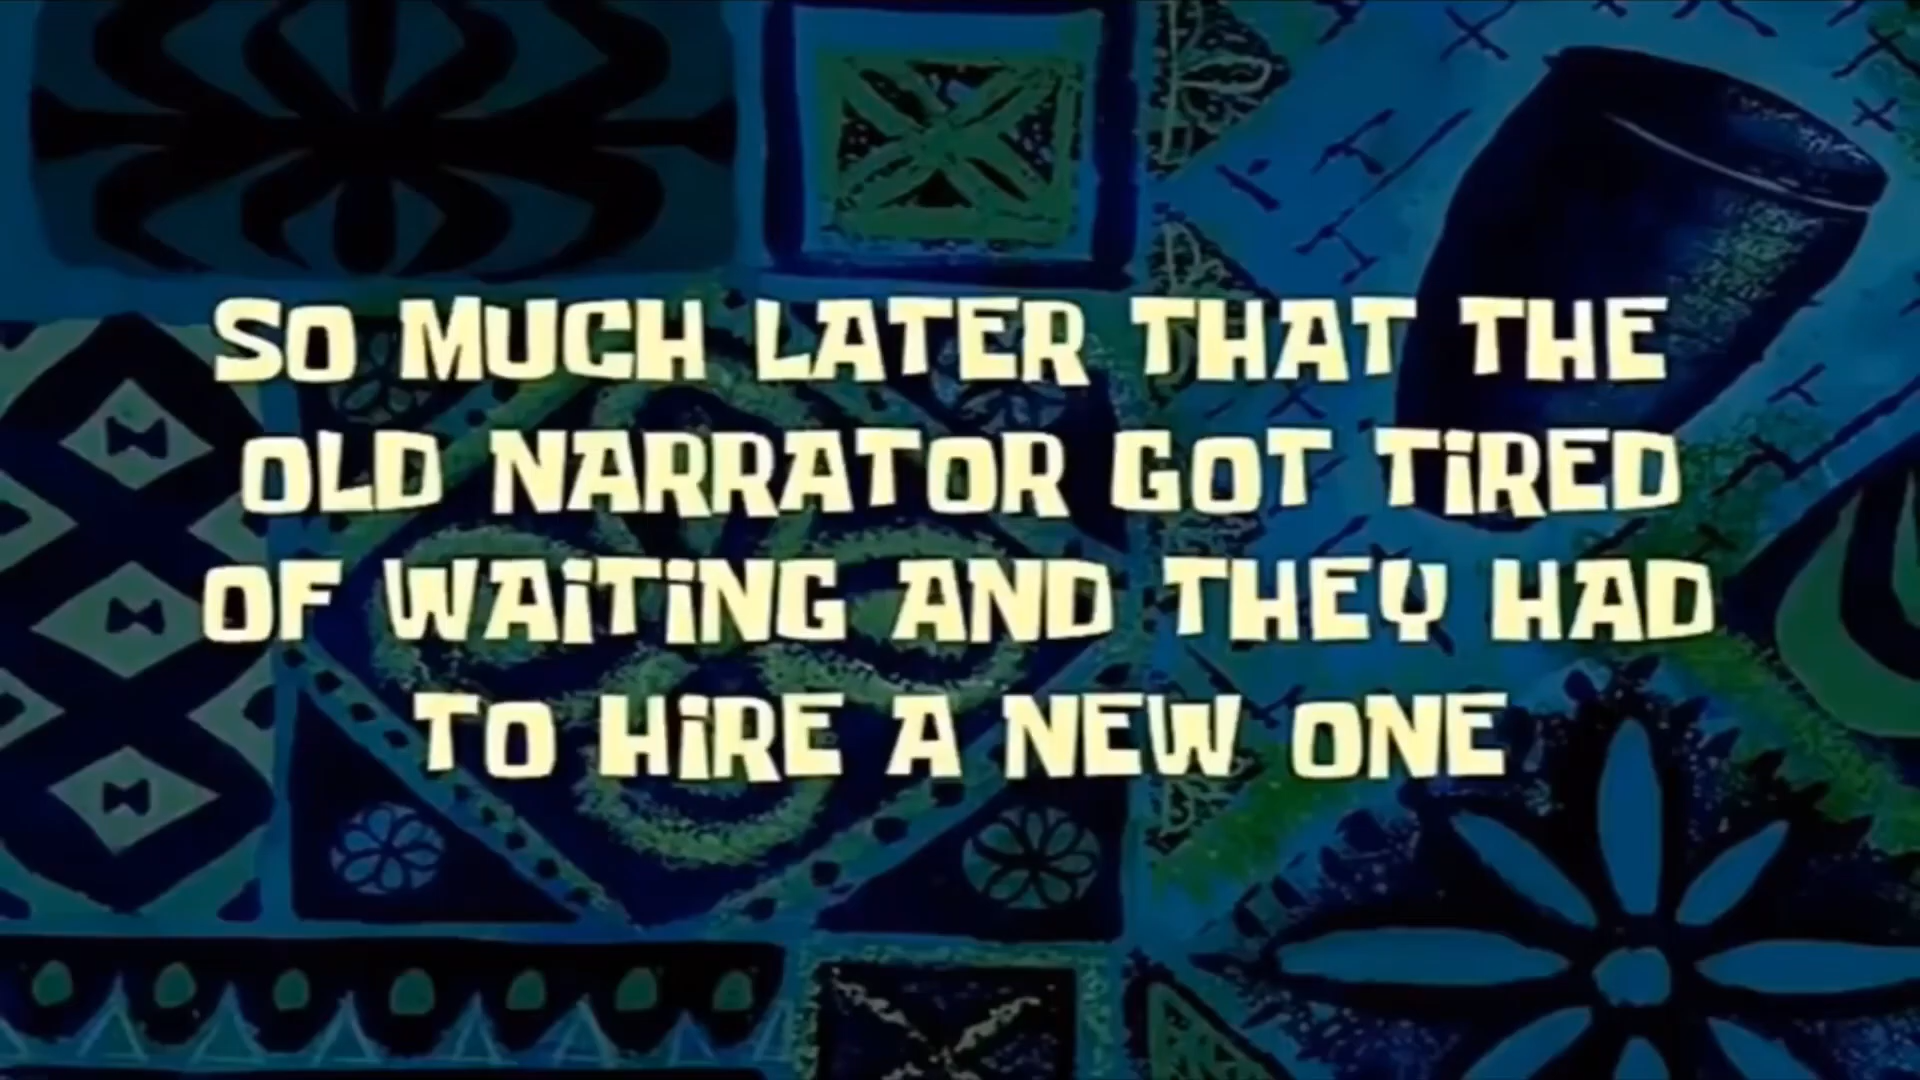 SO MUCH LATER THAT THE
OLD NARRATOR GOT TiRED
OF WAiTiNG AND THEY HAD
TO HiRE A NEW ONE